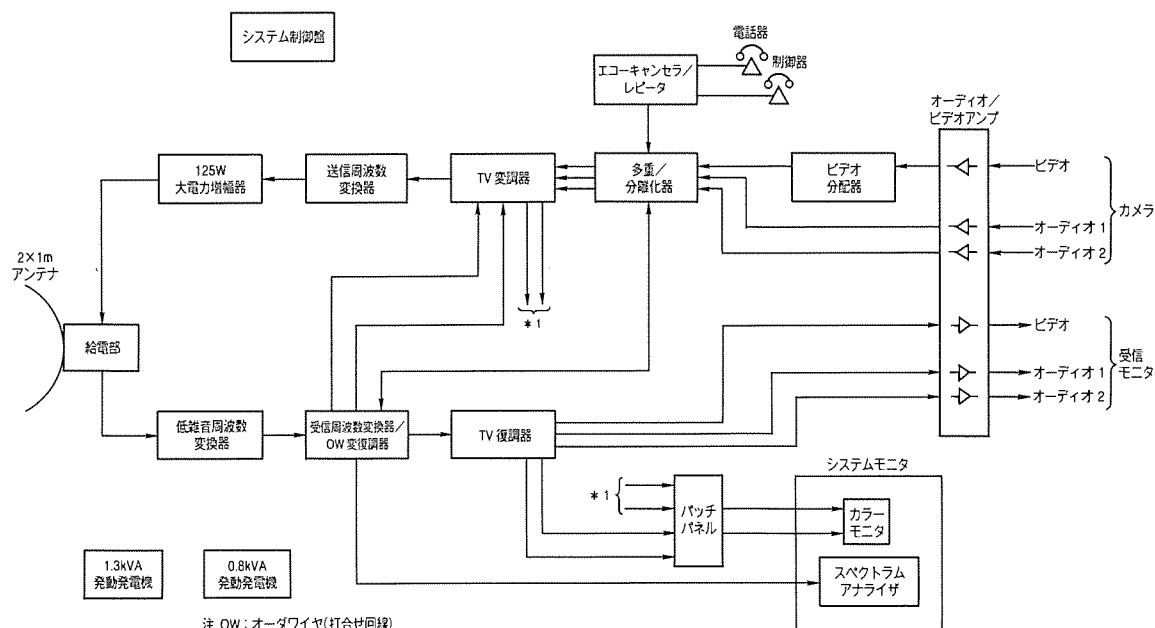 システム制御盤
電話器
制御器
エコーキャンセラ／
レピータ
オーディオ／
ビデオアンプ
125W
大電力増幅器
送信周波数
変換器
TV 変調器
多重／
分離化器
ビデオ
分配器
ビデオ
オーディオ 1
オーディオ 2
カメラ
2×1m
アンテナ
給電部
＊1
ビデオ
オーディオ 1
オーディオ 2
受信
モニタ
低雑音周波数
変換器
受信周波数変換器／
OW 変復調器
TV 復調器
システムモニタ
＊1
パッチ
パネル
カラー
モニタ
スペクトラム
アナライザ
1.3kVA
発動発電機
0.8kVA
発動発電機
注 OW：オーダワイヤ(打合せ回線)